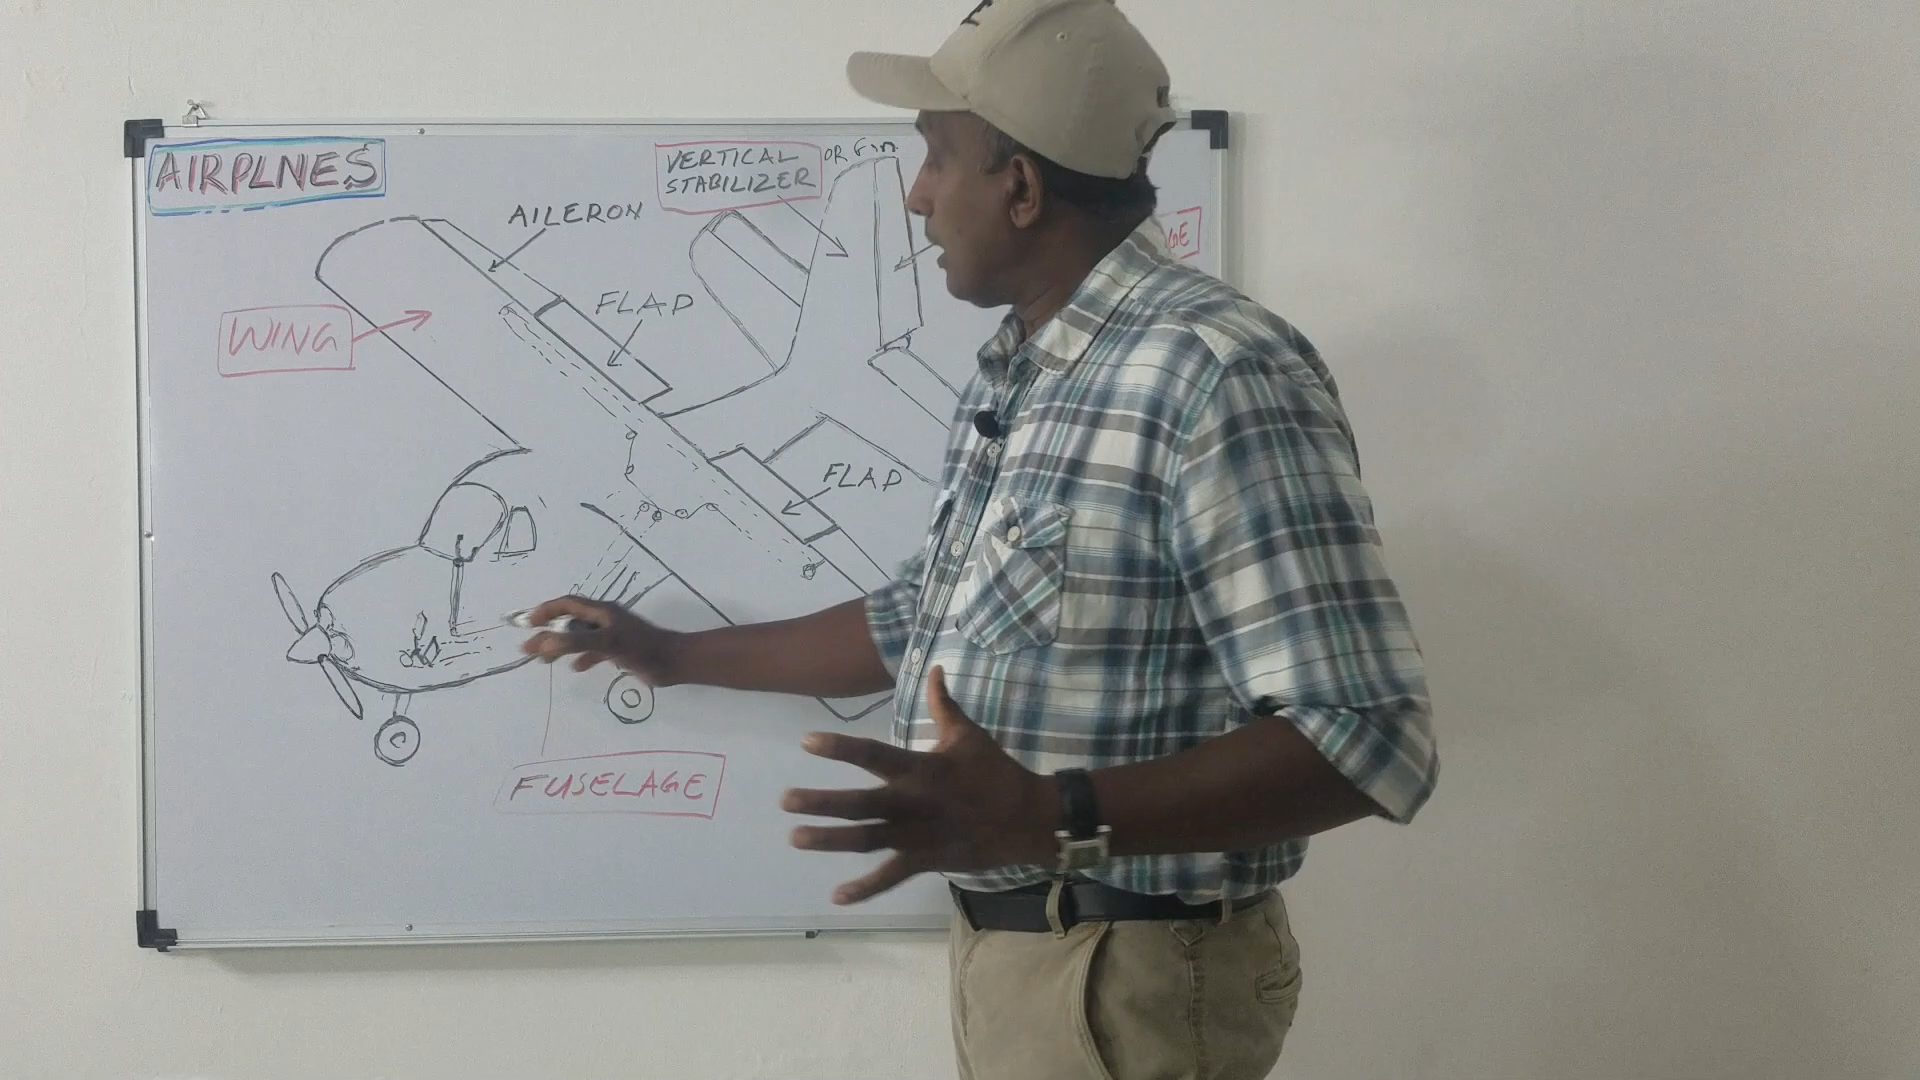 AIRPLNES
VERTICAL
STABILIZER
OR Fin
AILERON
FLAP
WING
FLAP
FUSELAGE